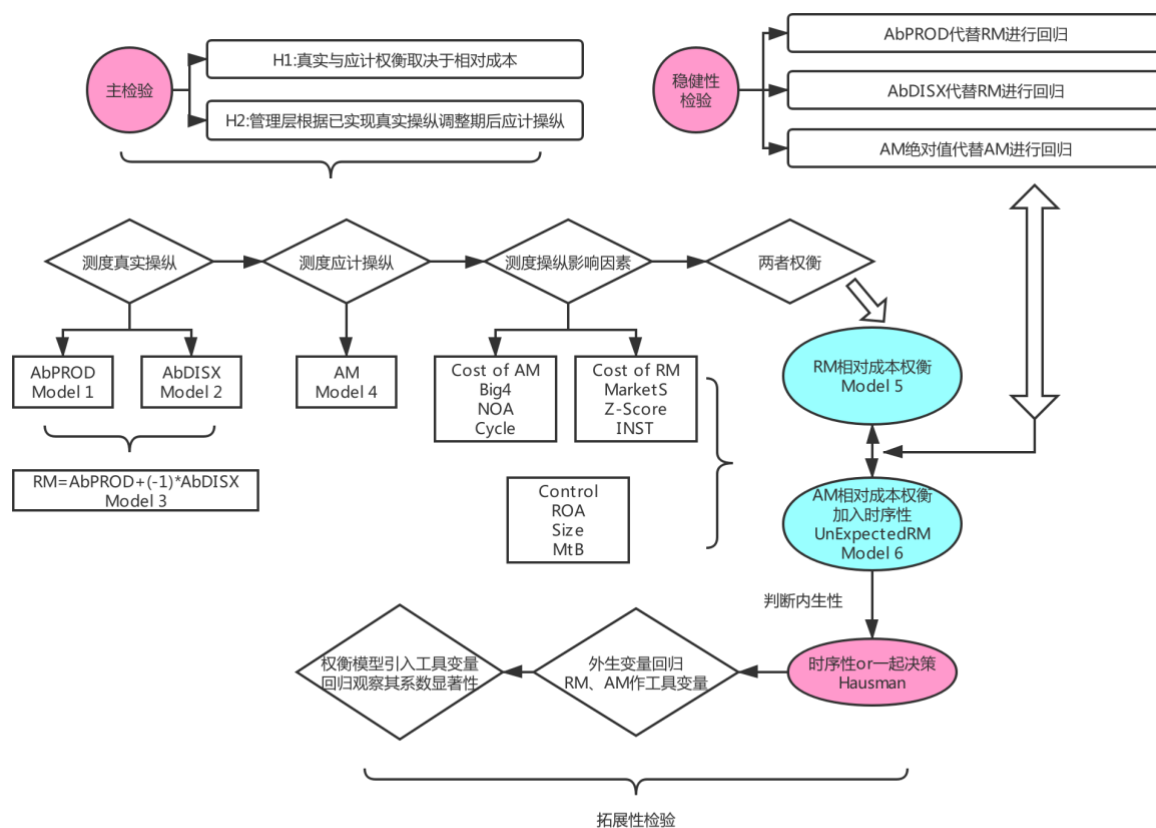 主检验
H1:真实与应计权衡取决于相对成本
H2:管理层根据已实现真实操纵调整期后应计操纵
稳健性
检验
AbPROD代替RM进行回归
AbDISX代替RM进行回归
AM绝对值代替AM进行回归
测度真实操纵
测度应计操纵
测度操纵影响因素
两者权衡
AbPROD
Model 1
AbDISX
Model 2
AM
Model 4
Cost of AM
Big4
NOA
Cycle
Cost of RM
MarketS
Z-Score
INST
RM相对成本权衡
Model 5
RM=AbPROD+(-1)*AbDISX
Model 3
Control
ROA
Size
MtB
AM相对成本权衡
加入时序性
UnExpectedRM
Model 6
判断内生性
时序性or一起决策
Hausman
外生变量回归
RM、AM作工具变量
权衡模型引入工具变量
回归观察其系数显著性
拓展性检验